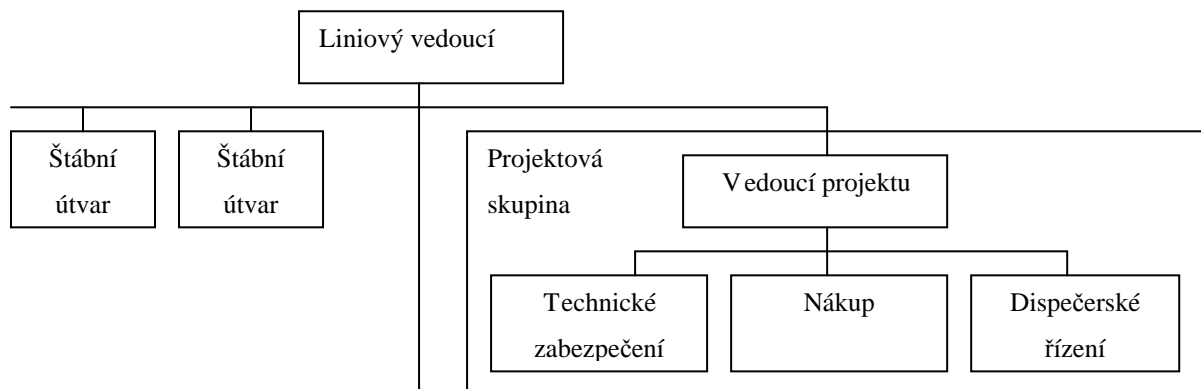 Liniový vedoucí
Štábní
útvar
Štábní
útvar
Projektová
skupina
Vedoucí projektu
Technické
zabezpečení
Nákup
Dispečerské
řízení